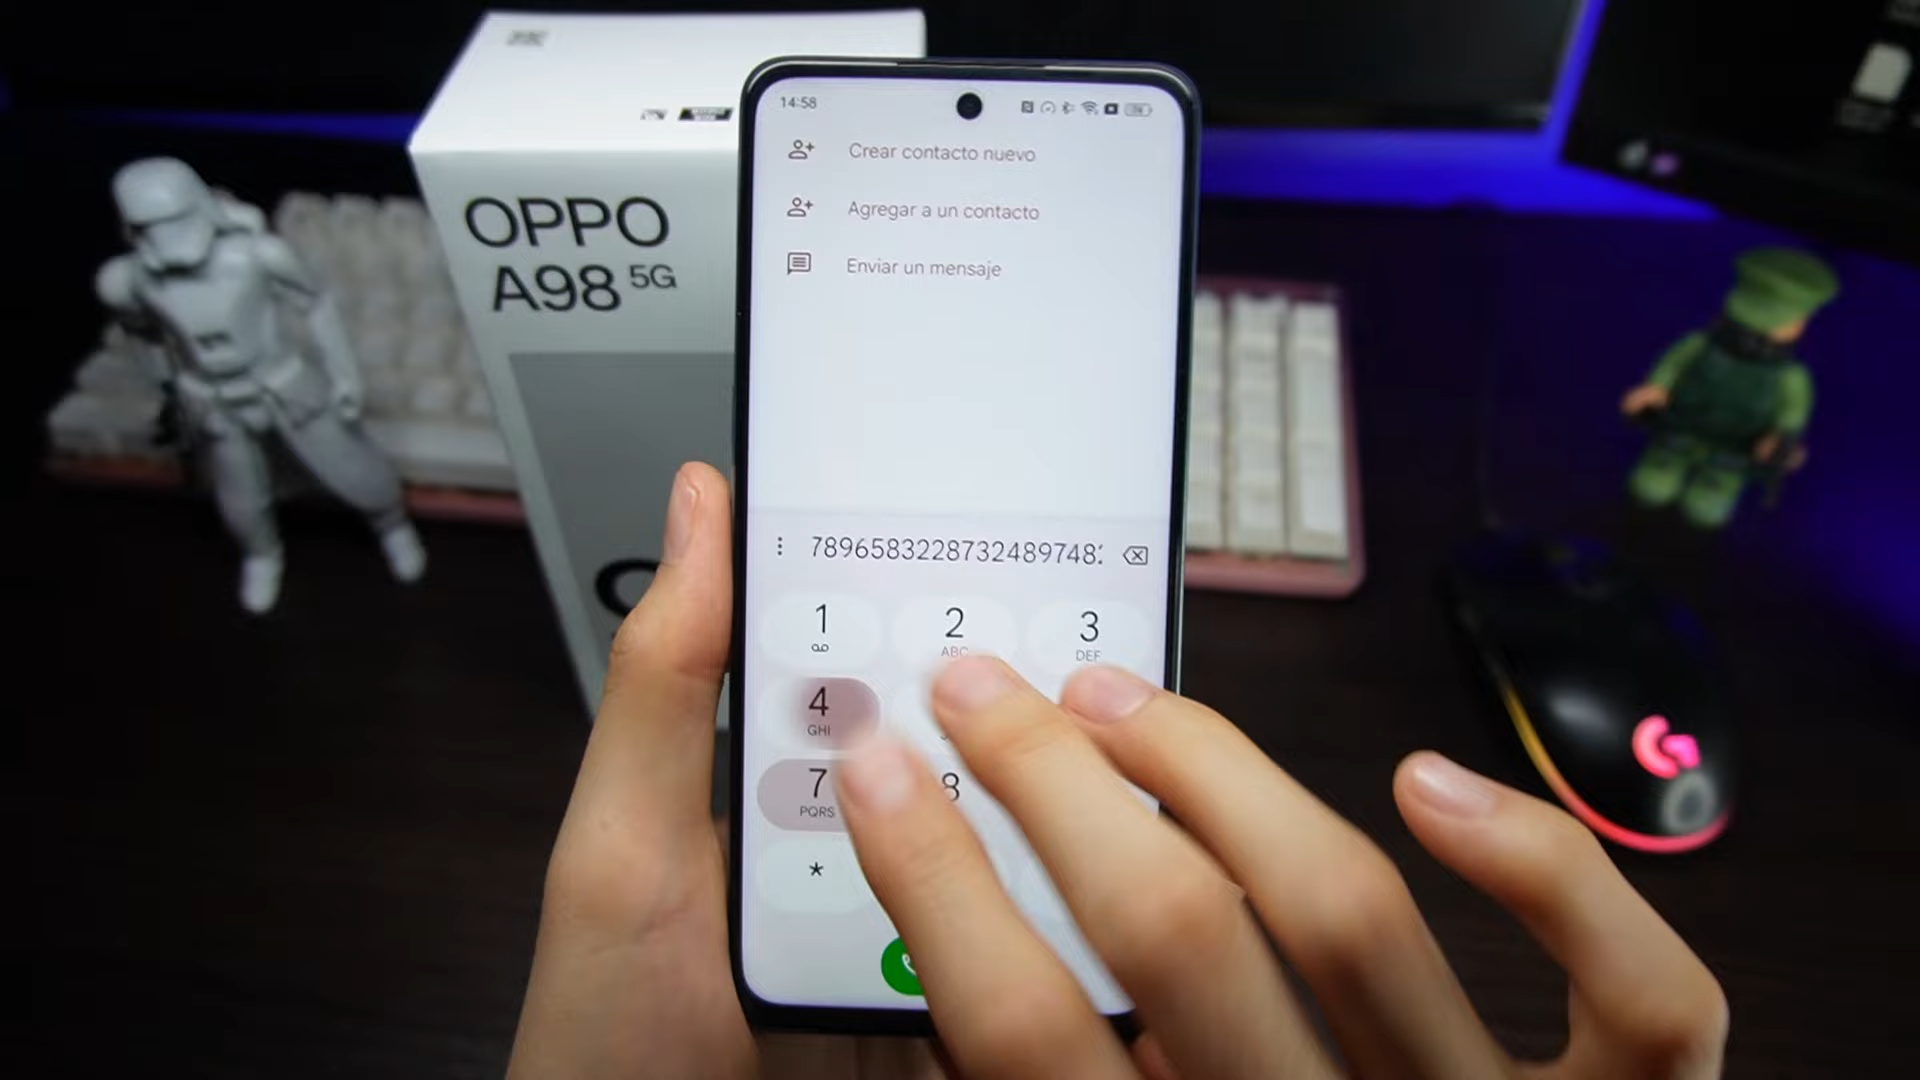 OPPO
A98 5G
14:58
Crear contacto nuevo
Agregar a un contacto
Enviar un mensaje
7896583228732489748
1
2
ABC
3
DEF
4
GHI
7
PQRS
8
*